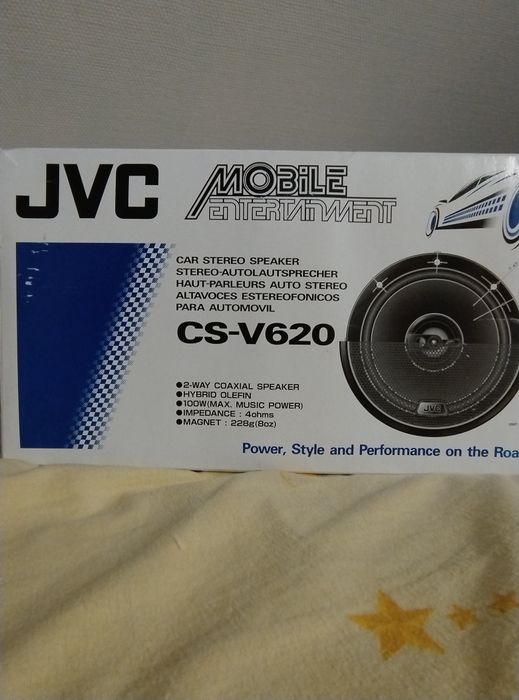 JVC
MOBILE
ENTERTAINMENT
CAR STEREO SPEAKER
STEREO-AUTOLAUTSPRECHER
HAUT-PARLEURS AUTO STEREO
ALTAVOCES ESTEREOFONICOS
PARA AUTOMOVIL
CS-V620
●2-WAY COAXIAL SPEAKER
●HYBRID OLEFIN
●100W(MAX. MUSIC POWER)
●IMPEDANCE : 4ohms
●MAGNET : 228g(8oz)
JVC
Power, Style and Performance on the Roa